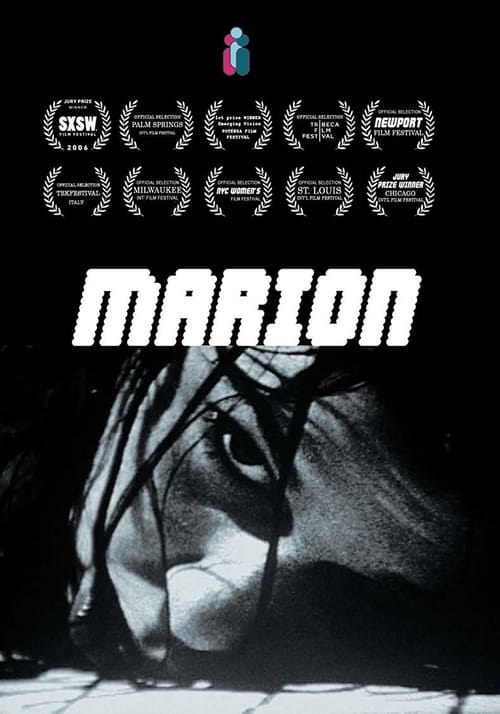 JURY PRIZE
WINNER
SXSW
FILM FESTIVAL
2006
OFFICIAL SELECTION
PALM SPRINGS
INT'L FILM FESTIVAL
1st prize WINNER
Emerging Vision
POTENZA FILM
FESTIVAL
OFFICIAL SELECTION
TRIBECA
FILM
FESTIVAL
OFFICIAL SELECTION
NEWPORT
FILM FESTIVAL
OFFICIAL SELECTION
TEKFESTIVAL
ITALY
OFFICIAL SELECTION
MILWAUKEE
INT' FILM FESTIVAL
OFFICIAL SELECTION
NYC WOMEN'S
FILM FESTIVAL
OFFICIAL SELECTION
ST. LOUIS
INT'L FILM FESTIVAL
JURY
PRIZE WINNER
CHICAGO
INT'L FILM FESTIVAL
MARION